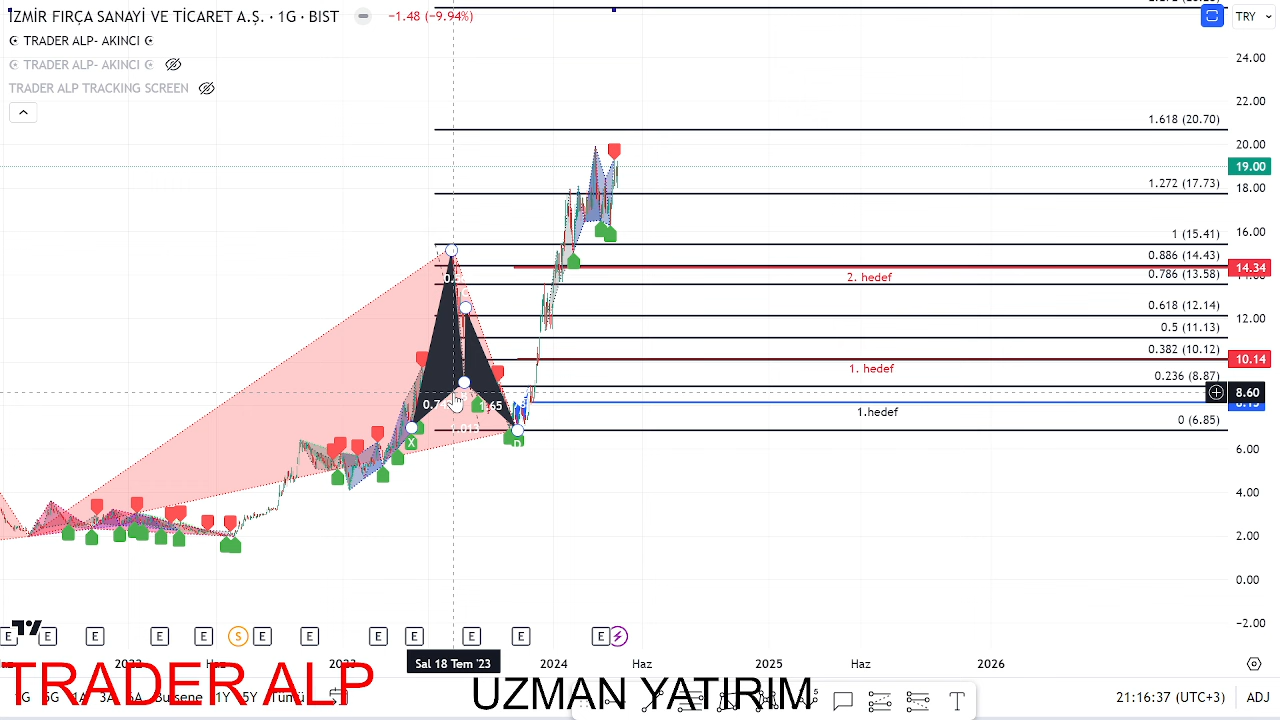 İZMİR FIRÇA SANAYİ VE TİCARET A.Ş. · 1G · BIST −1.48 (−9.94%)
TRY
TRADER ALP- AKINCI
TRADER ALP- AKINCI
TRADER ALP TRACKING SCREEN
24.00
22.00
1.618 (20.70)
20.00
19.00
1.272 (17.73)
18.00
1 (15.41)
16.00
0.886 (14.43)
14.34
2. hedef
0.786 (13.58)
0.618 (12.14)
12.00
0.5 (11.13)
0.382 (10.12)
10.14
1. hedef
0.236 (8.87)
8.60
1.65
1.hedef
0 (6.85)
1.013
X
D
6.00
4.00
2.00
0.00
−2.00
E E E E E S E E E E E E E
2023
Sal 18 Tem '23
2024
Haz
2025
Haz
2026
TRADER ALP
UZMAN YATIRIM
21:16:37 (UTC+3)
ADJ